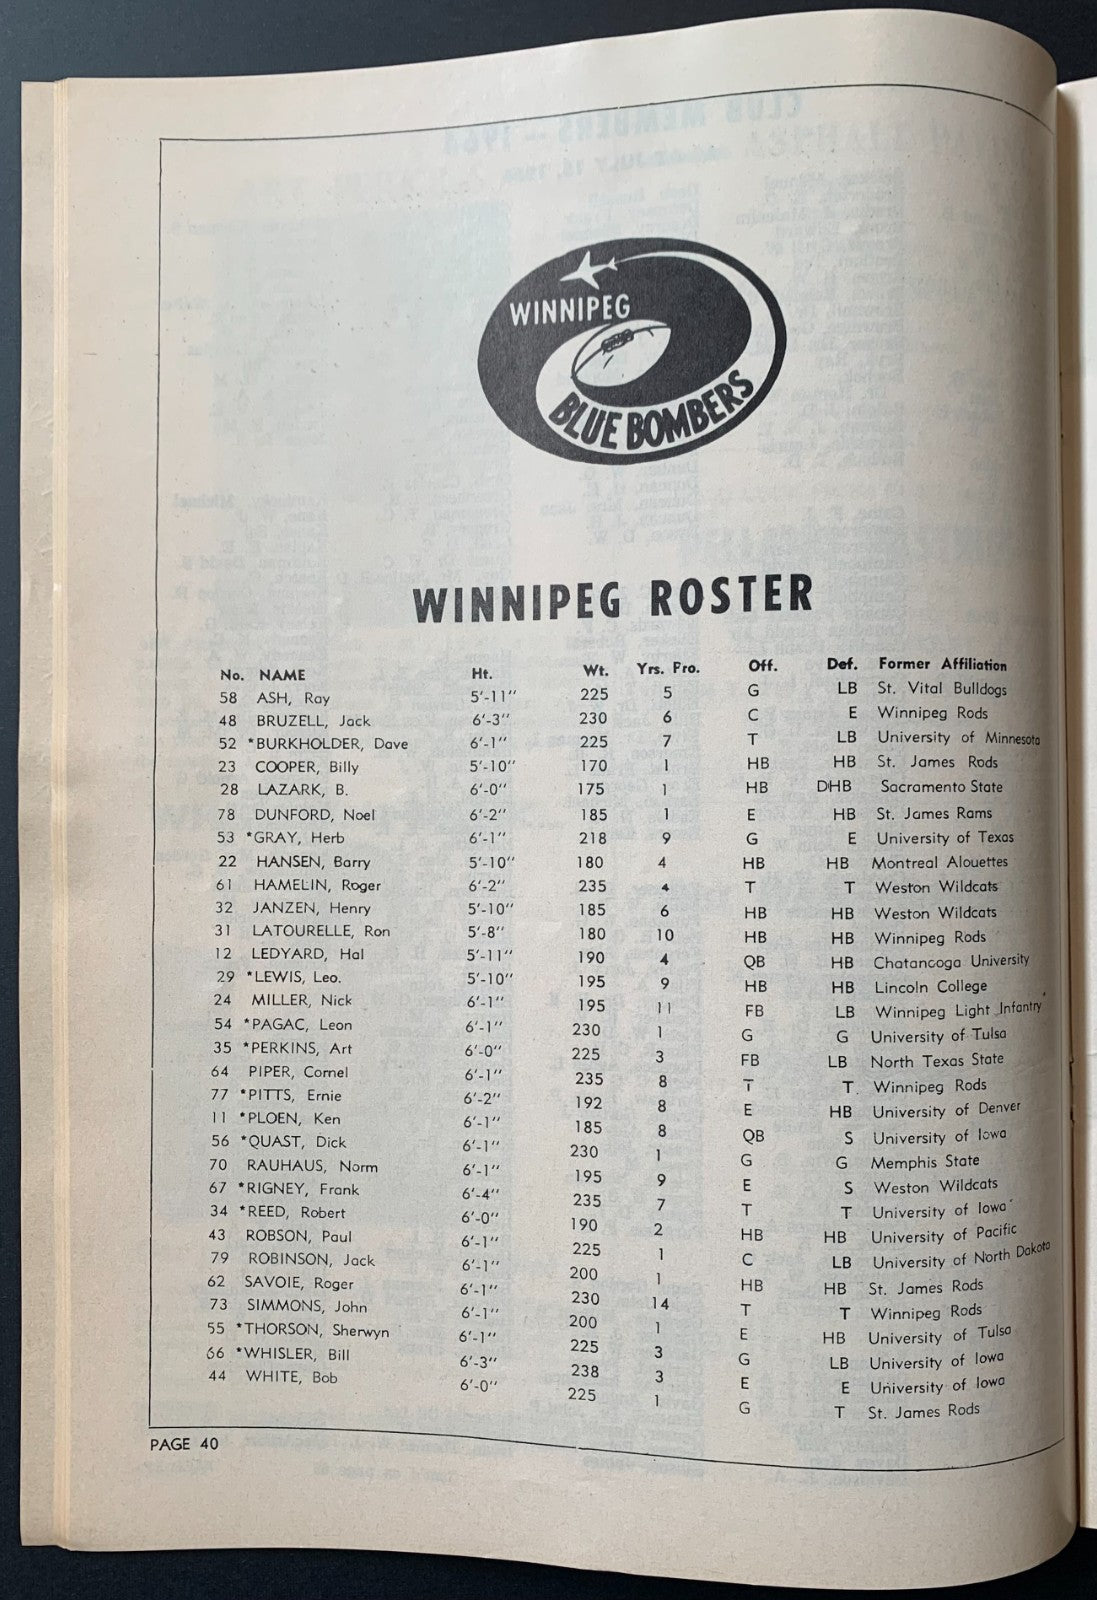 WINNIPEG
BLUE BOMBERS
WINNIPEG ROSTER
No. NAME Ht. Wt. Yrs. Pro. Off. Def. Former Affiliation
58 ASH, Ray 5'-11" 225 5 G LB St. Vital Bulldogs
48 BRUZELL, Jack 6'-3" 230 6 C E Winnipeg Rods
52 *BURKHOLDER, Dave 6'-1" 225 7 T LB University of Minnesota
23 COOPER, Billy 5'-10" 170 1 HB HB St. James Rods
28 LAZARK, B. 6'-0" 175 1 HB DHB Sacramento State
78 DUNFORD, Noel 6'-2" 185 1 E HB St. James Rams
53 *GRAY, Herb 6'-1" 218 9 G E University of Texas
22 HANSEN, Barry 5'-10" 180 4 HB HB Montreal Alouettes
61 HAMELIN, Roger 6'-2" 235 4 T T Weston Wildcats
32 JANZEN, Henry 5'-10" 185 6 HB HB Weston Wildcats
31 LATOURELLE, Ron 5'-8" 180 10 HB HB Winnipeg Rods
12 LEDYARD, Hal 5'-11" 190 4 QB HB Chatancoga University
29 *LEWIS, Leo. 5'-10" 195 9 HB HB Lincoln College
24 MILLER, Nick 6'-1" 195 11 FB LB Winnipeg Light Infantry
54 *PAGAC, Leon 6'-1" 230 1 G G University of Tulsa
35 *PERKINS, Art 6'-0" 225 3 FB LB North Texas State
64 PIPER, Cornel 6'-1" 235 8 T T Winnipeg Rods
77 *PITTS, Ernie 6'-2" 192 8 E HB University of Denver
11 *PLOEN, Ken 6'-1" 185 8 QB S University of Iowa
56 *QUAST, Dick 6'-1" 230 1 G G Memphis State
70 RAUHAUS, Norm 6'-1" 195 9 E S Weston Wildcats
67 *RIGNEY, Frank 6'-4" 235 7 T T University of Iowa
34 *REED, Robert 6'-0" 190 2 HB HB University of Pacific
43 ROBSON, Paul 6'-1" 225 1 C LB University of North Dakota
79 ROBINSON, Jack 6'-1" 200 1 HB HB St. James Rods
62 SAVOIE, Roger 6'-1" 230 14 T T Winnipeg Rods
73 SIMMONS, John 6'-1" 200 1 E HB University of Tulsa
55 *THORSON, Sherwyn 6'-1" 225 3 G LB University of Iowa
66 *WHISLER, Bill 6'-3" 238 3 E E University of Iowa
44 WHITE, Bob 6'-0" 225 1 G T St. James Rods
PAGE 40